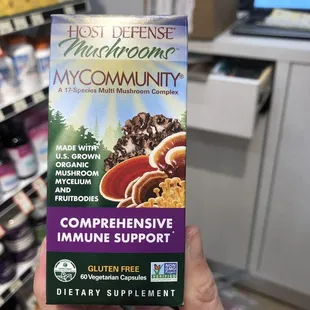 HOST DEFENSE®
Mushrooms™
MYCOMMUNITY®
A 17-Species Multi Mushroom Complex
MADE WITH
U.S. GROWN
ORGANIC
MUSHROOM
MYCELIUM
AND
FRUITBODIES
COMPREHENSIVE
IMMUNE SUPPORT*
GLUTEN FREE
60 Vegetarian Capsules
DIETARY SUPPLEMENT